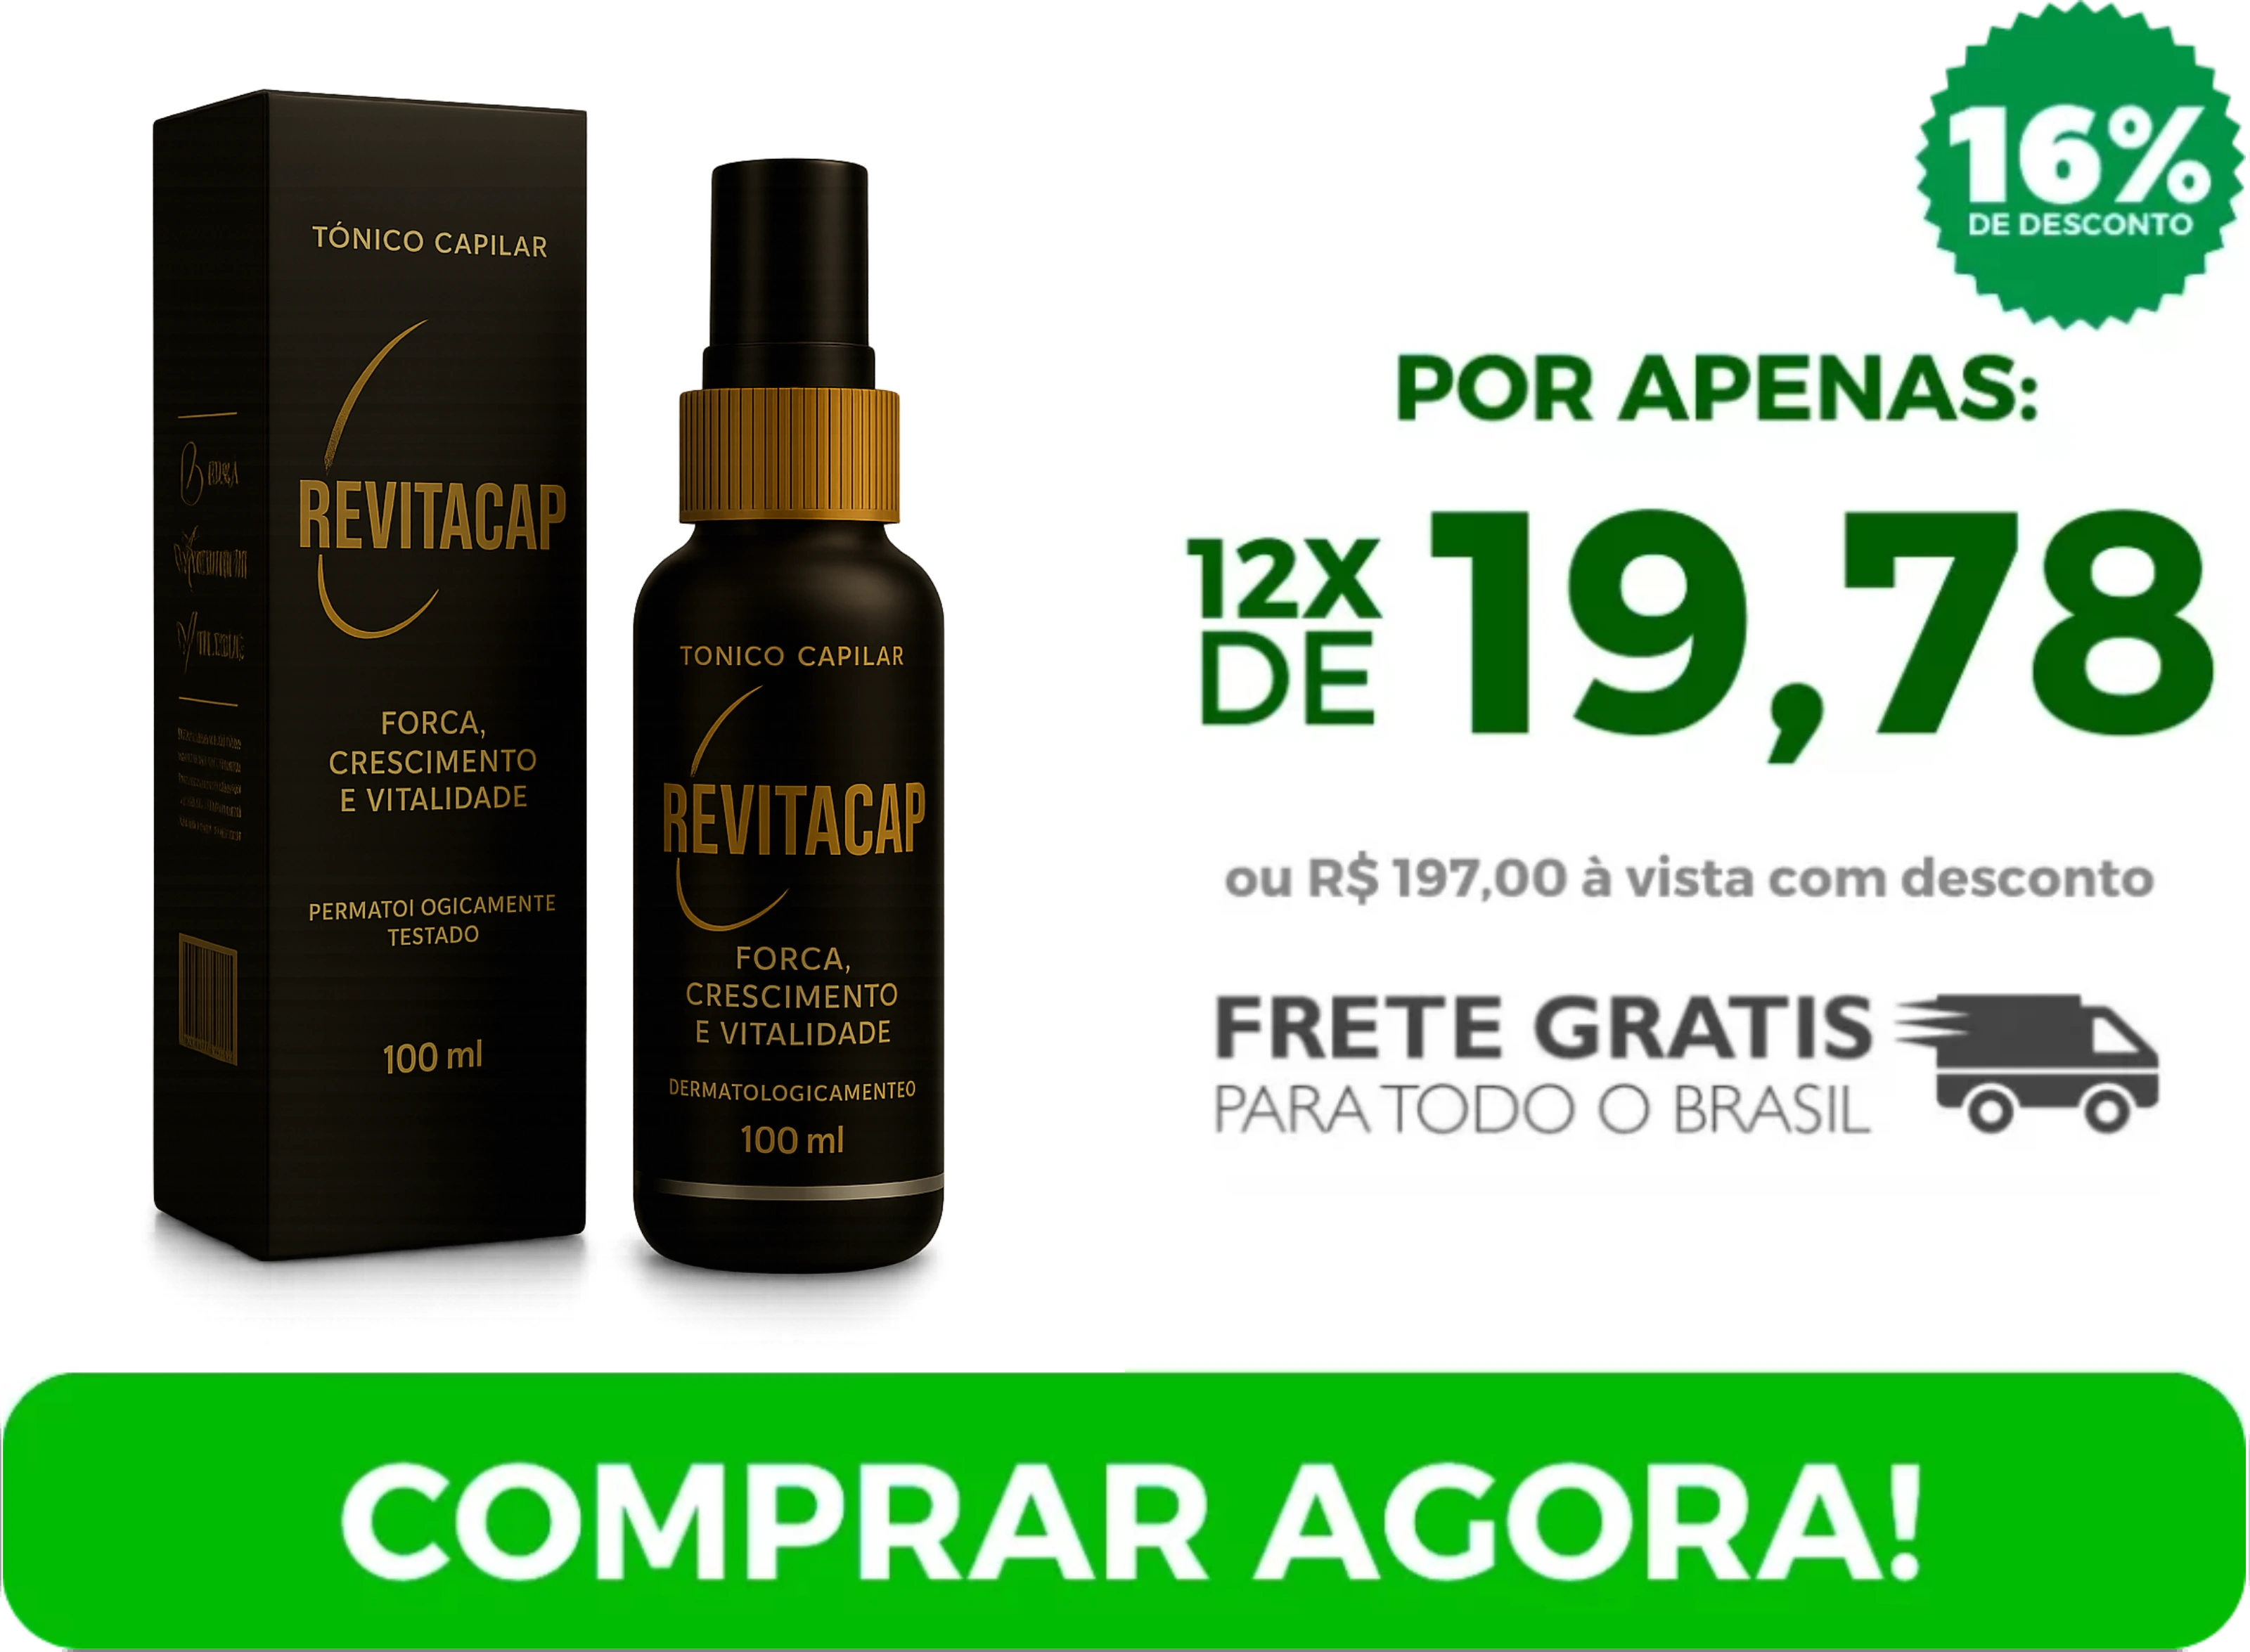 TÓNICO CAPILAR
REVITACAP
FORCA,
CRESCIMENTO
E VITALIDADE
PERMATOI OGICAMENTE
TESTADO
100 ml
TONICO CAPILAR
REVITACAP
FORCA,
CRESCIMENTO
E VITALIDADE
DERMATOLOGICAMENTEO
100 ml
16%
DE DESCONTO
POR APENAS:
12X
DE 19,78
ou R$ 197,00 à vista com desconto
FRETE GRATIS
PARA TODO O BRASIL
COMPRAR AGORA!